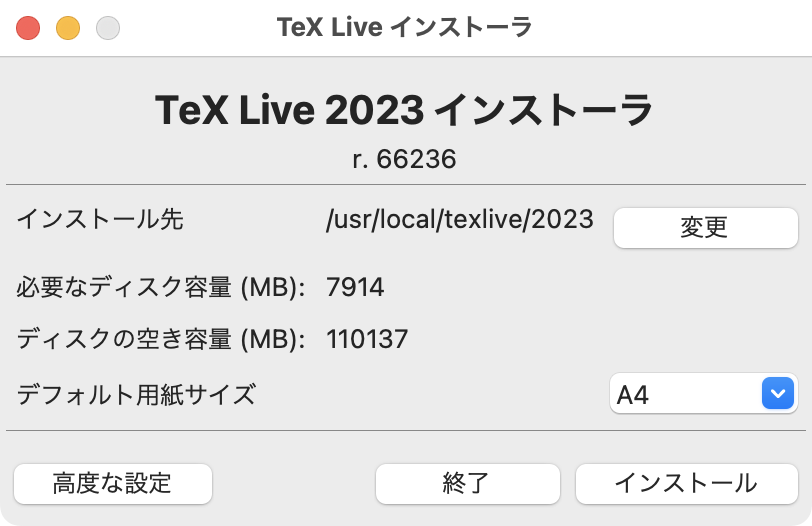 TeX Live インストーラ
TeX Live 2023 インストーラ
r. 66236
インストール先 /usr/local/texlive/2023 変更
必要なディスク容量 (MB): 7914
ディスクの空き容量 (MB): 110137
デフォルト用紙サイズ A4
高度な設定 終了 インストール